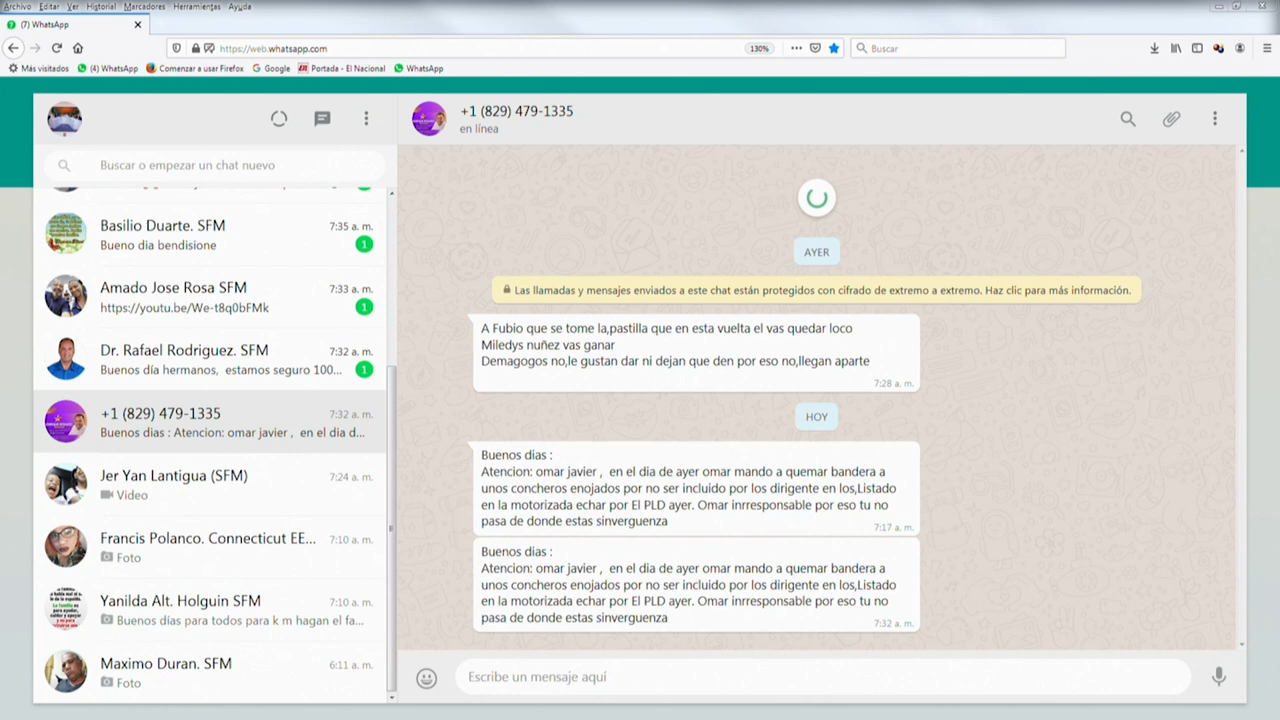 Archivo Editar Ver Historial Marcadores Herramientas Ayuda
(7) WhatsApp
https://web.whatsapp.com
130%
Buscar
Más visitados
(4) WhatsApp
Comenzar a usar Firefox
Google
Portada - El Nacional
WhatsApp
Buscar o empezar un chat nuevo
Basilio Duarte. SFM 7:35 a. m.
Bueno dia bendisione 1
Amado Jose Rosa SFM 7:33 a. m.
https://youtu.be/We-t8q0bFMk 1
Dr. Rafael Rodriguez. SFM 7:32 a. m.
Buenos día hermanos, estamos seguro 100... 1
+1 (829) 479-1335 7:32 a. m.
Buenos dias : Atencion: omar javier , en el dia d...
Jer Yan Lantigua (SFM) 7:24 a. m.
Video
Francis Polanco. Connecticut EE... 7:10 a. m.
Foto
Yanilda Alt. Holguin SFM 7:10 a. m.
Buenos días para todos para k m hagan el fa...
Maximo Duran. SFM 6:11 a. m.
Foto
+1 (829) 479-1335
en línea
AYER
Las llamadas y mensajes enviados a este chat están protegidos con cifrado de extremo a extremo. Haz clic para más información.
A Fubio que se tome la,pastilla que en esta vuelta el vas quedar loco
Miledys nuñez vas ganar
Demagogos no,le gustan dar ni dejan que den por eso no,llegan aparte
7:28 a. m.
HOY
Buenos dias :
Atencion: omar javier , en el dia de ayer omar mando a quemar bandera a
unos concheros enojados por no ser incluido por los dirigente en los,Listado
en la motorizada echar por El PLD ayer. Omar inrresponsable por eso tu no
pasa de donde estas sinverguenza
7:17 a. m.
Buenos dias :
Atencion: omar javier , en el dia de ayer omar mando a quemar bandera a
unos concheros enojados por no ser incluido por los dirigente en los,Listado
en la motorizada echar por El PLD ayer. Omar inrresponsable por eso tu no
pasa de donde estas sinverguenza
7:32 a. m.
Escribe un mensaje aquí